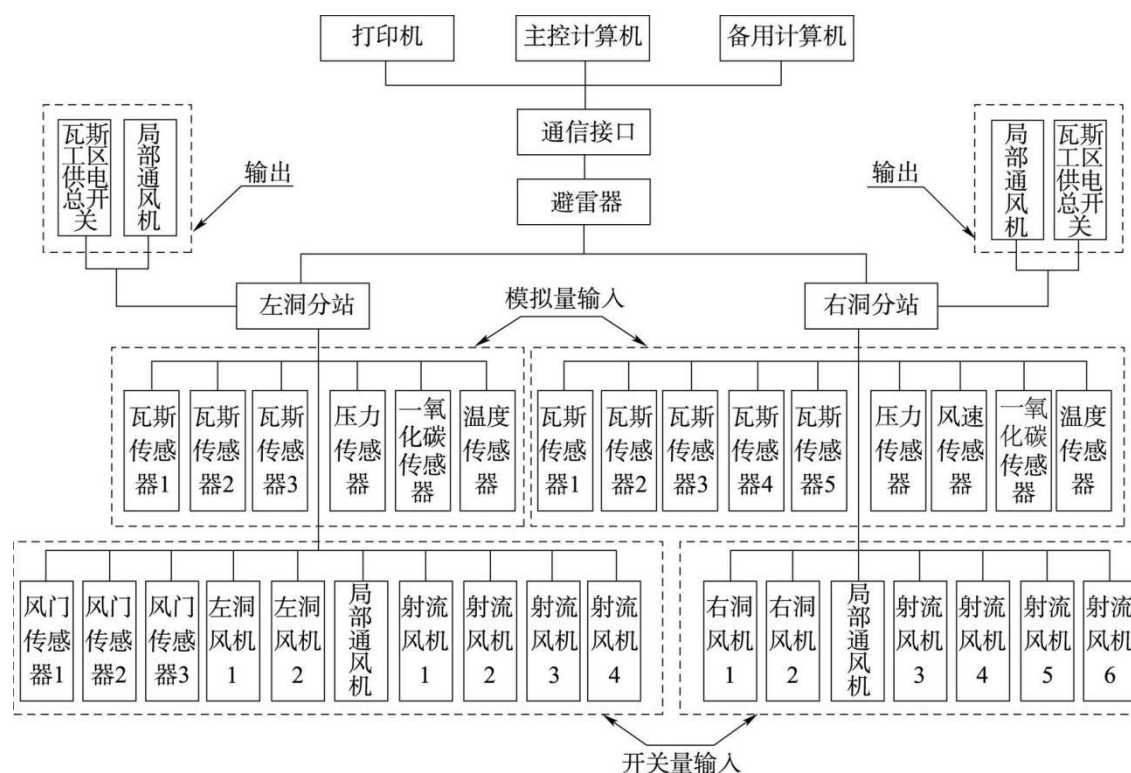 打印机
主控计算机
备用计算机
通信接口
避雷器
瓦斯
工区
供电
总开
关
局
部
通
风
机
输出
输出
局
部
通
风
机
瓦斯
工区
供电
总开
关
左洞分站
模拟量输入
右洞分站
瓦斯
传感
器1
瓦斯
传感
器2
瓦斯
传感
器3
压力
传感
器
一氧
化碳
传感
器
温度
传感
器
瓦斯
传感
器1
瓦斯
传感
器2
瓦斯
传感
器3
瓦斯
传感
器4
瓦斯
传感
器5
压力
传感
器
风速
传感
器
一氧
化碳
传感
器
温度
传感
器
风门
传感
器1
风门
传感
器2
风门
传感
器3
左洞
风机
1
左洞
风机
2
局
部
通
风
机
射流
风机
1
射流
风机
2
射流
风机
3
射流
风机
4
右洞
风机
1
右洞
风机
2
局
部
通
风
机
射流
风机
3
射流
风机
4
射流
风机
5
射流
风机
6
开关量输入